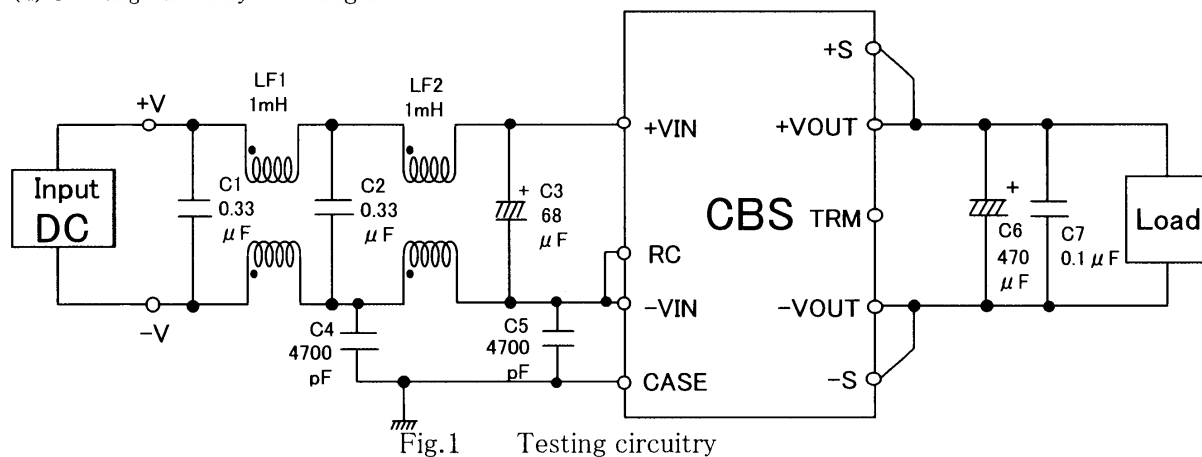 LF1
1mH
LF2
1mH
+V
+S
+VIN
+VOUT
Input
DC
C1
0.33
μF
C2
0.33
μF
+
C3
68
μF
CBS
TRM
+
C6
470
μF
C7
0.1μF
Load
RC
-VIN
-VOUT
-V
C4
4700
pF
C5
4700
pF
CASE
-S
Fig.1 Testing circuitry